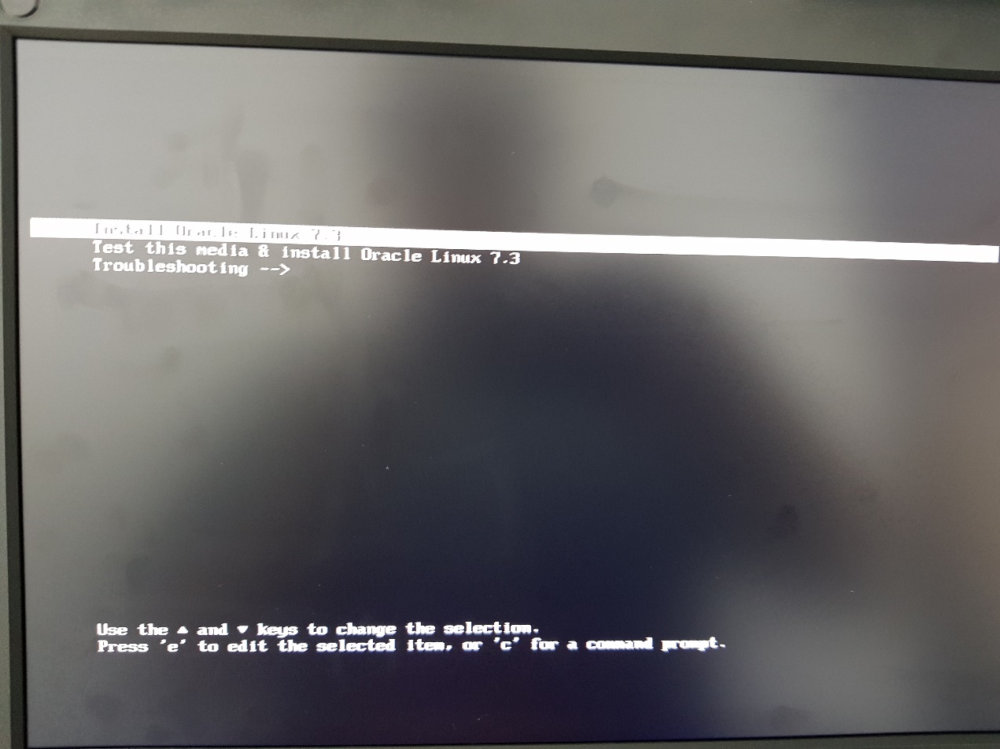 Install Oracle Linux 7.3
Test this media & install Oracle Linux 7.3
Troubleshooting -->
Use the ▲ and ▼ keys to change the selection.
Press 'e' to edit the selected item, or 'c' for a command prompt.